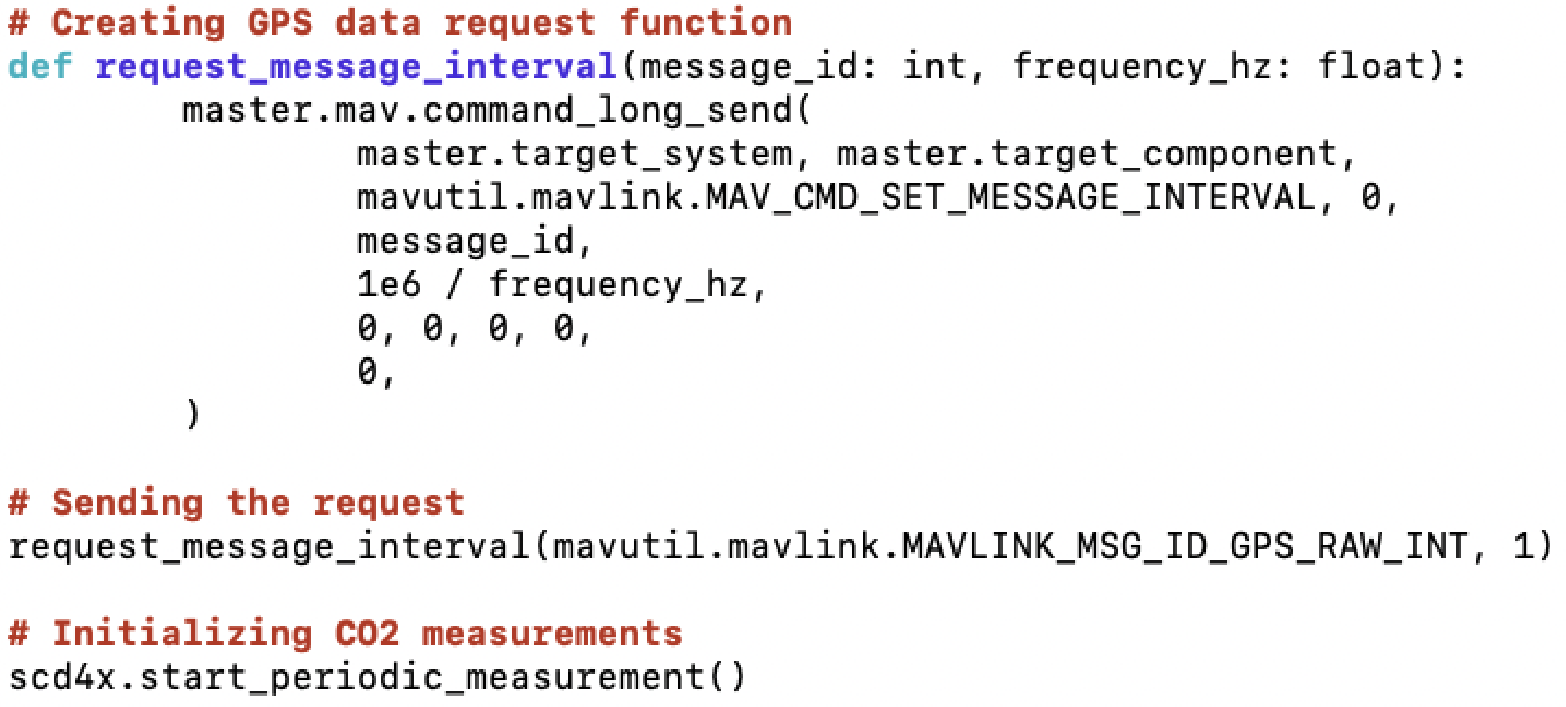 # Creating GPS data request function
def request_message_interval(message_id: int, frequency_hz: float):
        master.mav.command_long_send(
                master.target_system, master.target_component,
                mavutil.mavlink.MAV_CMD_SET_MESSAGE_INTERVAL, 0,
                message_id,
                1e6 / frequency_hz,
                0, 0, 0, 0,
                0,
        )

# Sending the request
request_message_interval(mavutil.mavlink.MAVLINK_MSG_ID_GPS_RAW_INT, 1)

# Initializing CO2 measurements
scd4x.start_periodic_measurement()